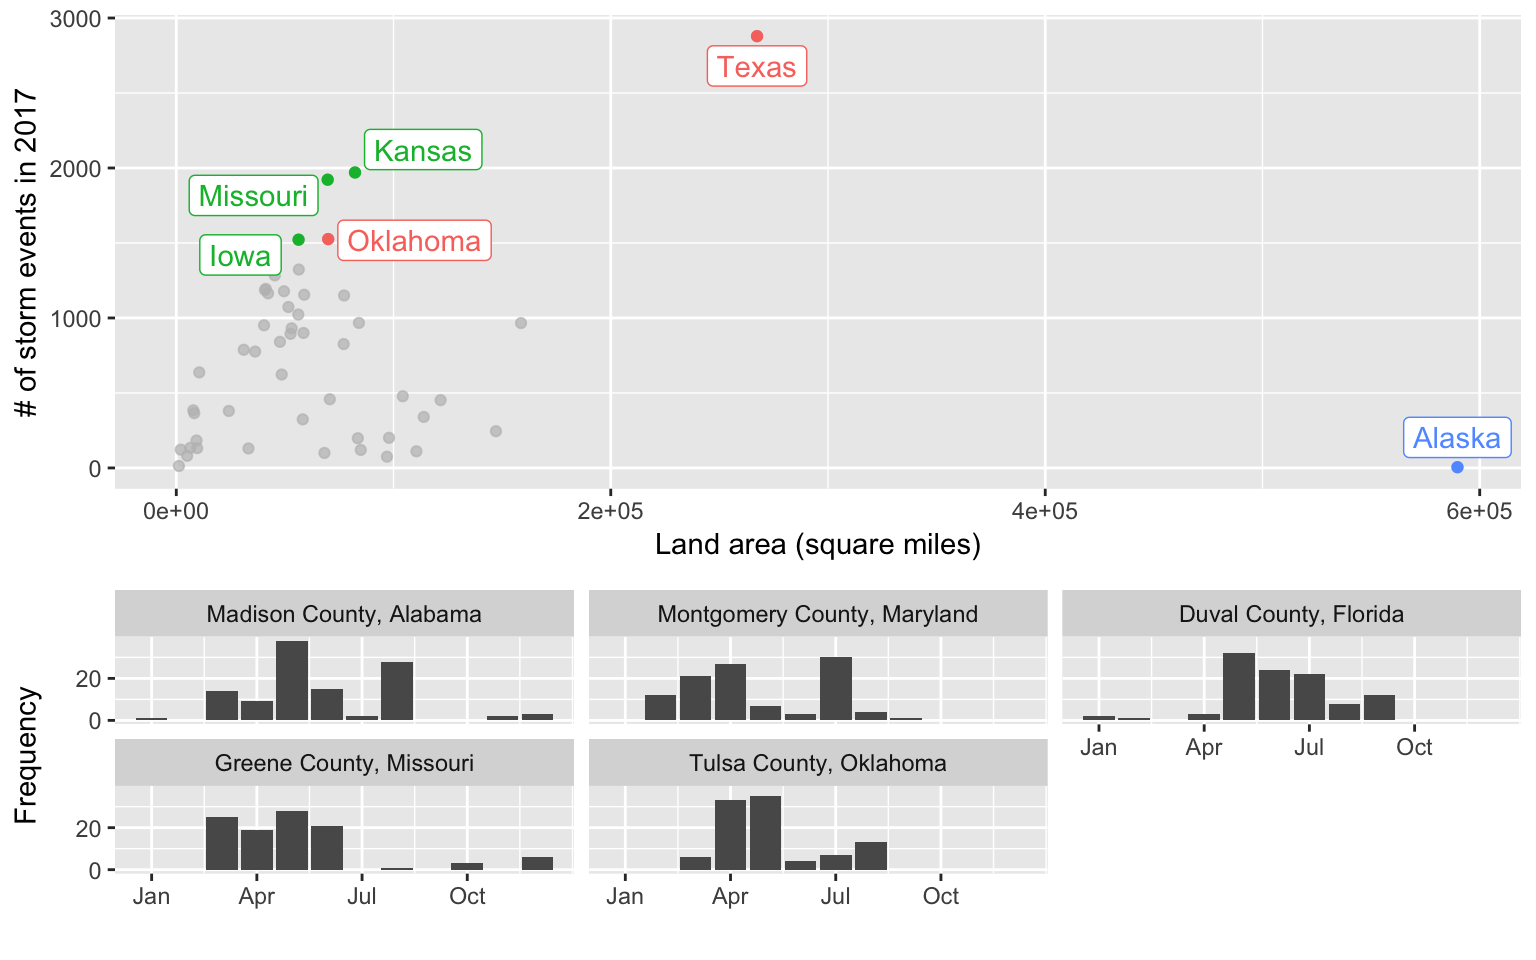 3000
Texas
Kansas
2000
Missouri
Oklahoma
Iowa
1000
Alaska
0
# of storm events in 2017
0e+00 2e+05 4e+05 6e+05
Land area (square miles)
Madison County, Alabama Montgomery County, Maryland Duval County, Florida
20
0
Jan Apr Jul Oct
Frequency
Greene County, Missouri Tulsa County, Oklahoma
20
0
Jan Apr Jul Oct Jan Apr Jul Oct